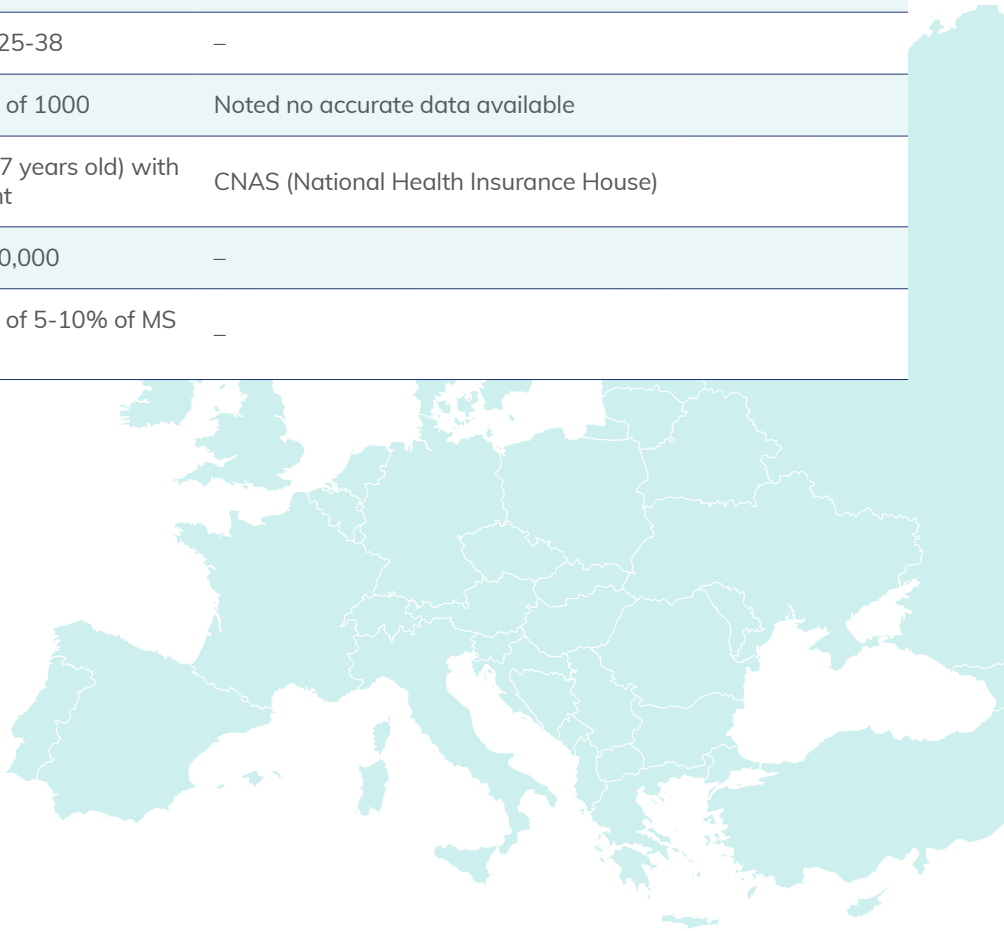 25-38 –
of 1000 Noted no accurate data available
7 years old) with
nt CNAS (National Health Insurance House)
0,000 –
of 5-10% of MS
–